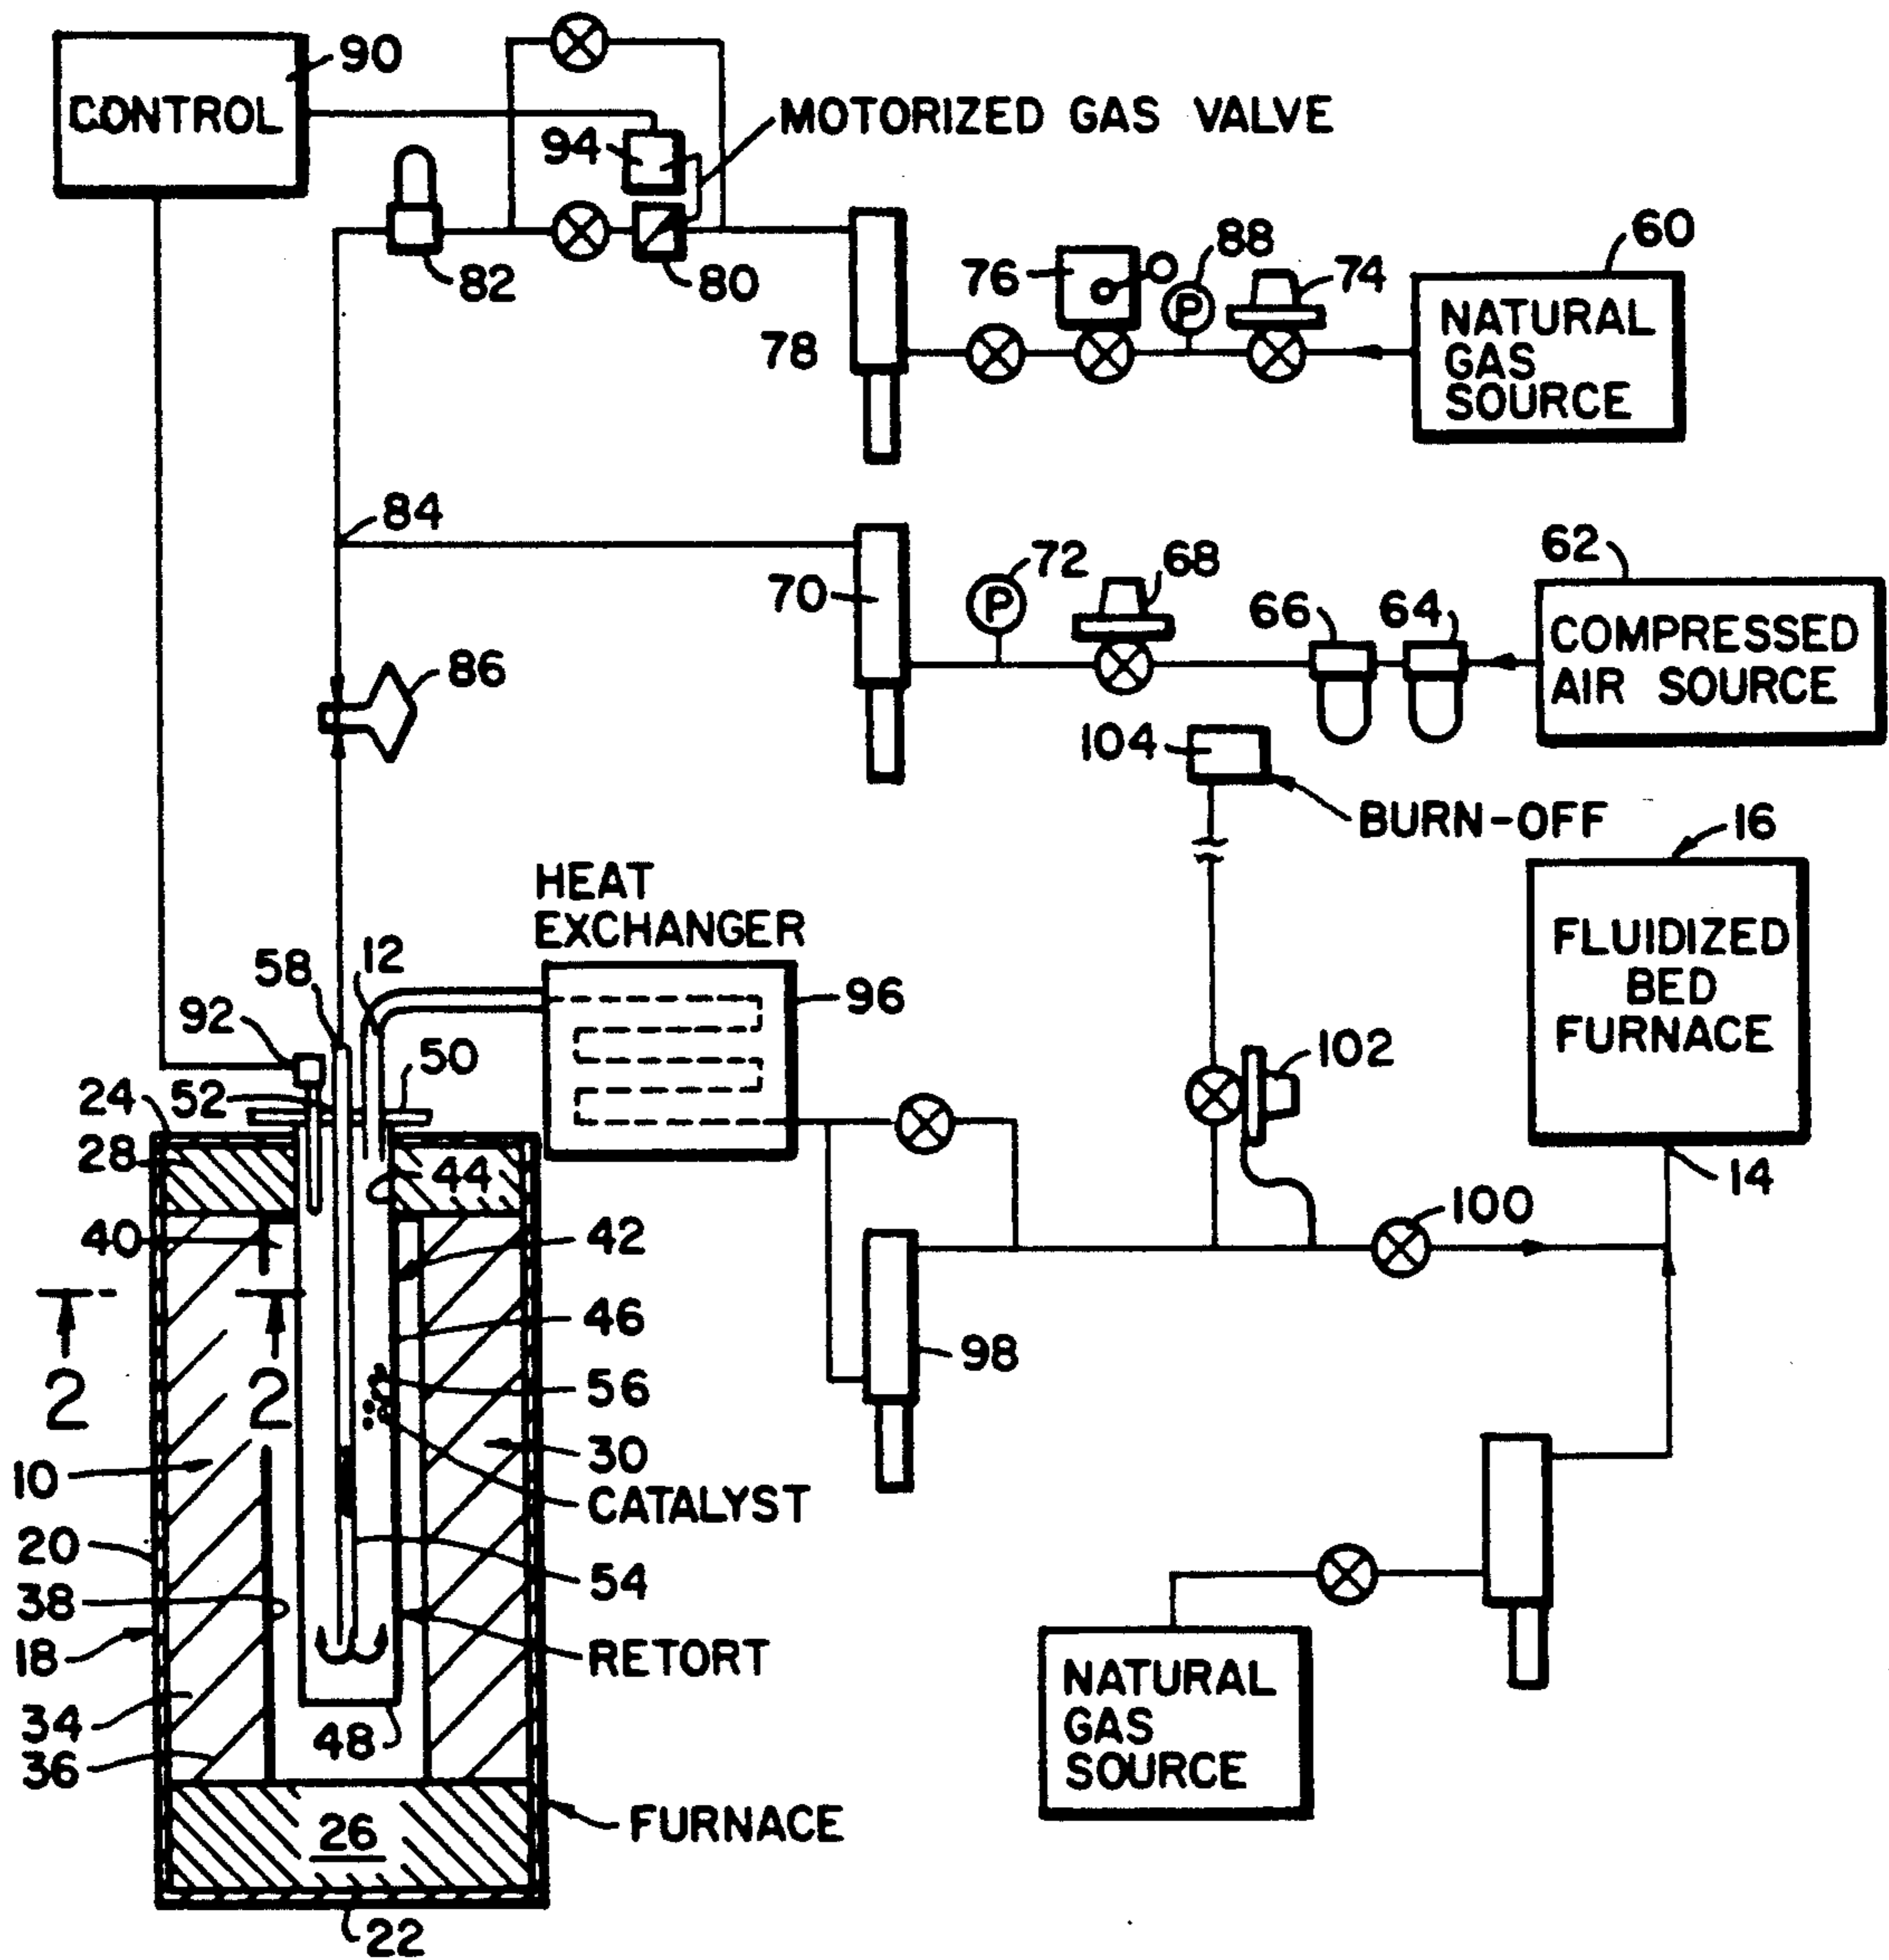 90
CONTROL
94
MOTORIZED GAS VALVE
82
80
78
76
88
P
74
60
NATURAL
GAS
SOURCE
84
70
72
P
68
66
64
62
COMPRESSED
AIR SOURCE
86
104
BURN-OFF
16
FLUIDIZED
BED
FURNACE
14
HEAT
EXCHANGER
96
58
12
92
52
50
24
28
44
40
42
46
2
2
56
30
CATALYST
10
20
54
38
18
RETORT
34
36
48
26
FURNACE
22
102
100
98
NATURAL
GAS
SOURCE